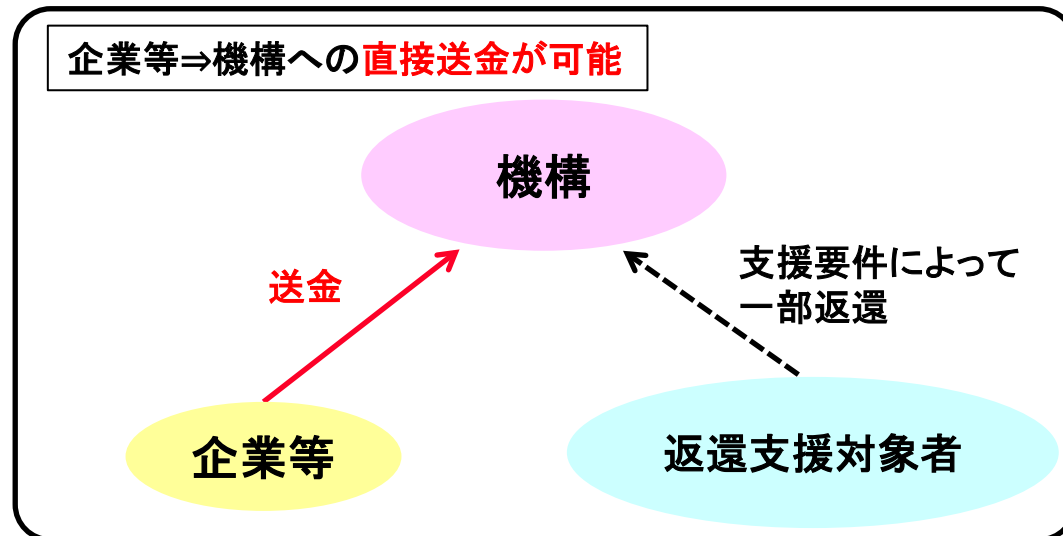 企業等⇒機構への直接送金が可能
機構
送金
支援要件によって
一部返還
企業等
返還支援対象者